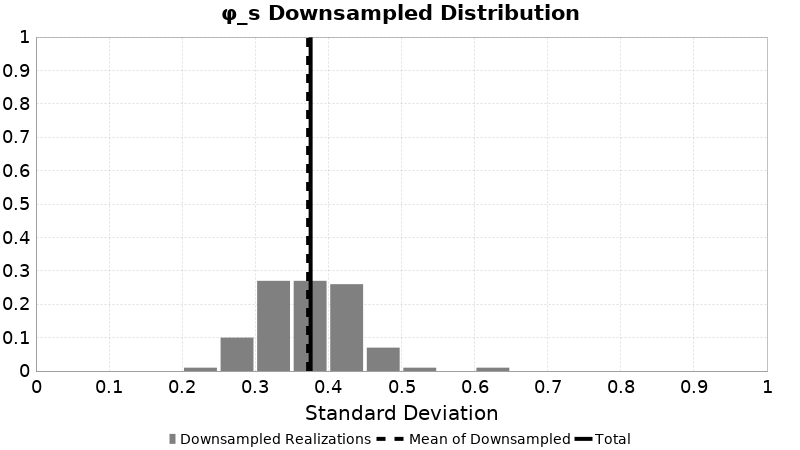 φ_s Downsampled Distribution
1
0.9
0.8
0.7
0.6
0.5
0.4
0.3
0.2
0.1
0
0 0.1 0.2 0.3 0.4 0.5 0.6 0.7 0.8 0.9 1
Standard Deviation
Downsampled Realizations Mean of Downsampled Total